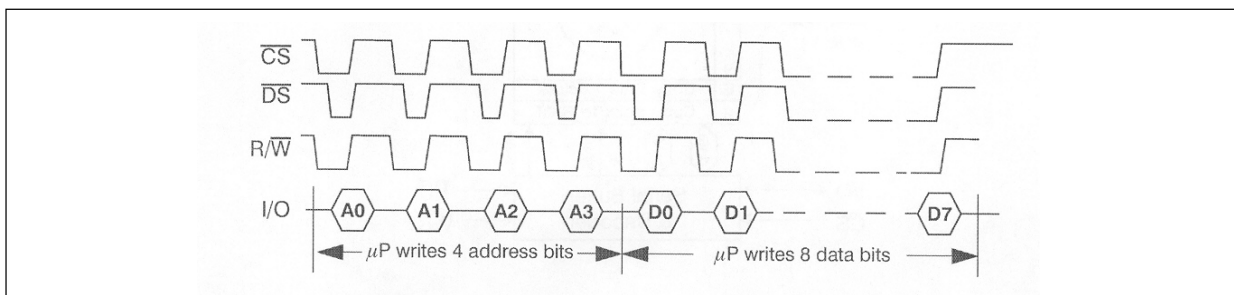 CS
DS
R/W
I/O A0 A1 A2 A3 D0 D1 D7
μP writes 4 address bits μP writes 8 data bits